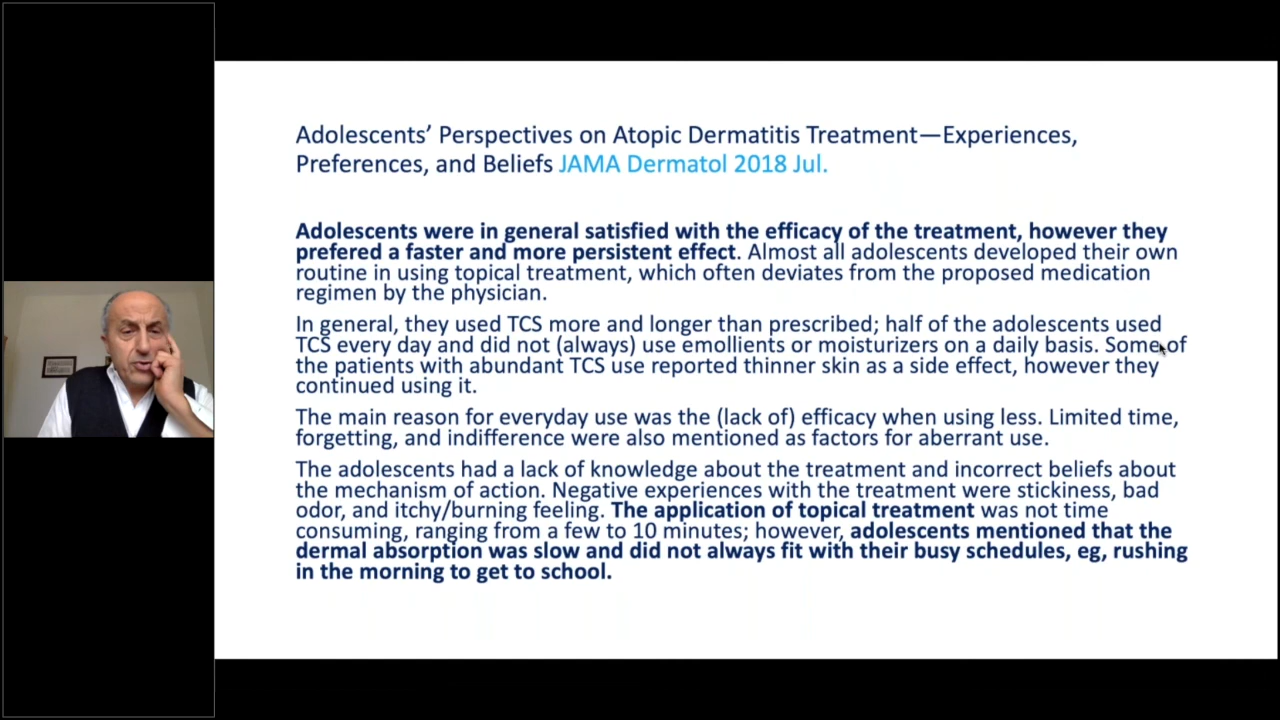 Adolescents’ Perspectives on Atopic Dermatitis Treatment—Experiences,
Preferences, and Beliefs JAMA Dermatol 2018 Jul.
Adolescents were in general satisfied with the efficacy of the treatment, however they
prefered a faster and more persistent effect. Almost all adolescents developed their own
routine in using topical treatment, which often deviates from the proposed medication
regimen by the physician.
In general, they used TCS more and longer than prescribed; half of the adolescents used
TCS every day and did not (always) use emollients or moisturizers on a daily basis. Some of
the patients with abundant TCS use reported thinner skin as a side effect, however they
continued using it.
The main reason for everyday use was the (lack of) efficacy when using less. Limited time,
forgetting, and indifference were also mentioned as factors for aberrant use.
The adolescents had a lack of knowledge about the treatment and incorrect beliefs about
the mechanism of action. Negative experiences with the treatment were stickiness, bad
odor, and itchy/burning feeling. The application of topical treatment was not time
consuming, ranging from a few to 10 minutes; however, adolescents mentioned that the
dermal absorption was slow and did not always fit with their busy schedules, eg, rushing
in the morning to get to school.